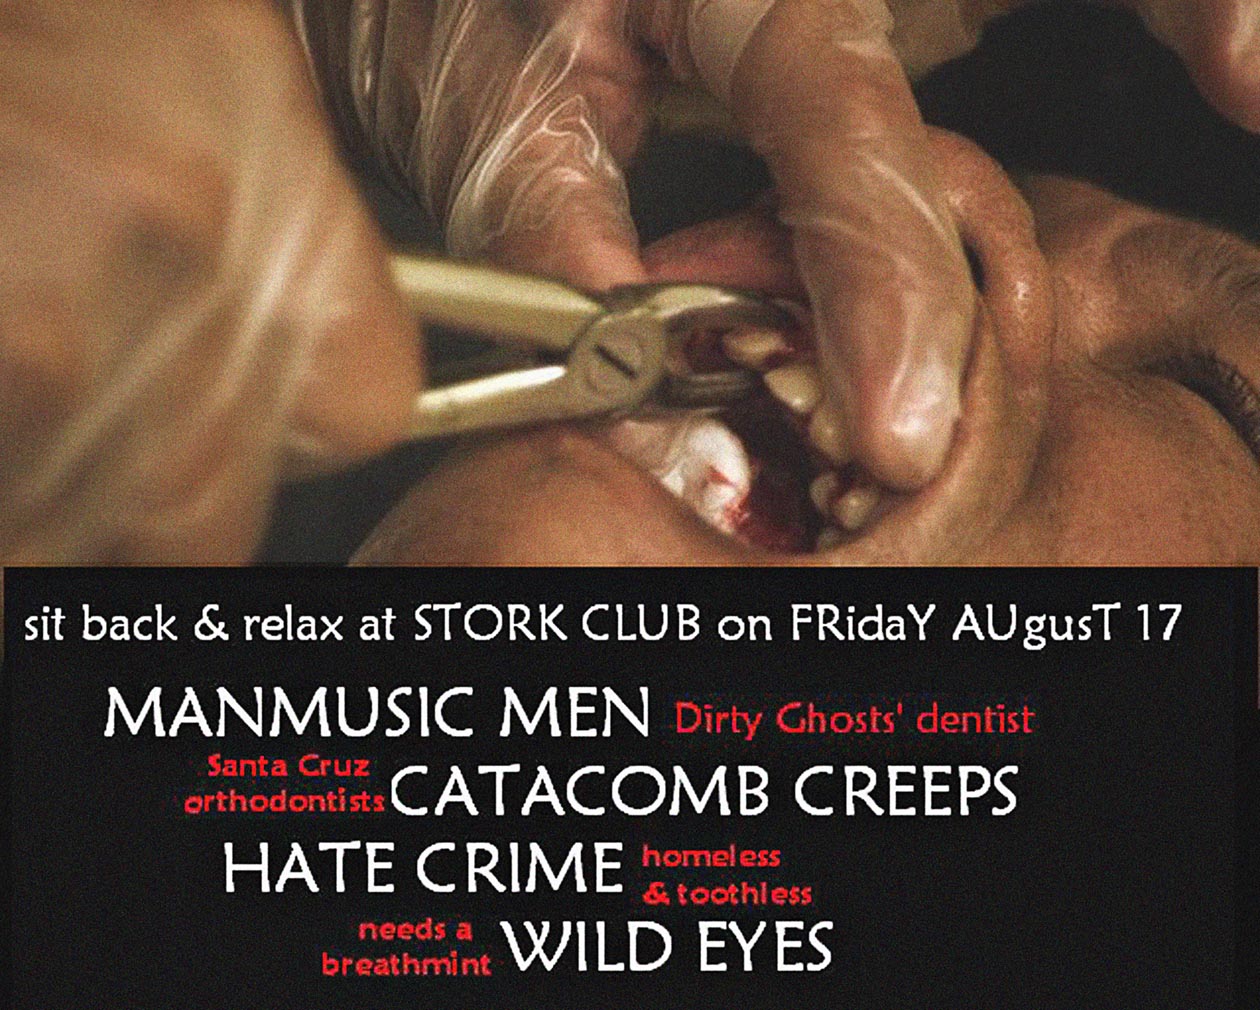 sit back & relax at STORK CLUB on FRidaY AUgusT 17
MANMUSIC MEN Dirty Ghosts' dentist
Santa Cruz
orthodontists CATACOMB CREEPS
HATE CRIME homeless
& toothless
needs a
breathmint WILD EYES